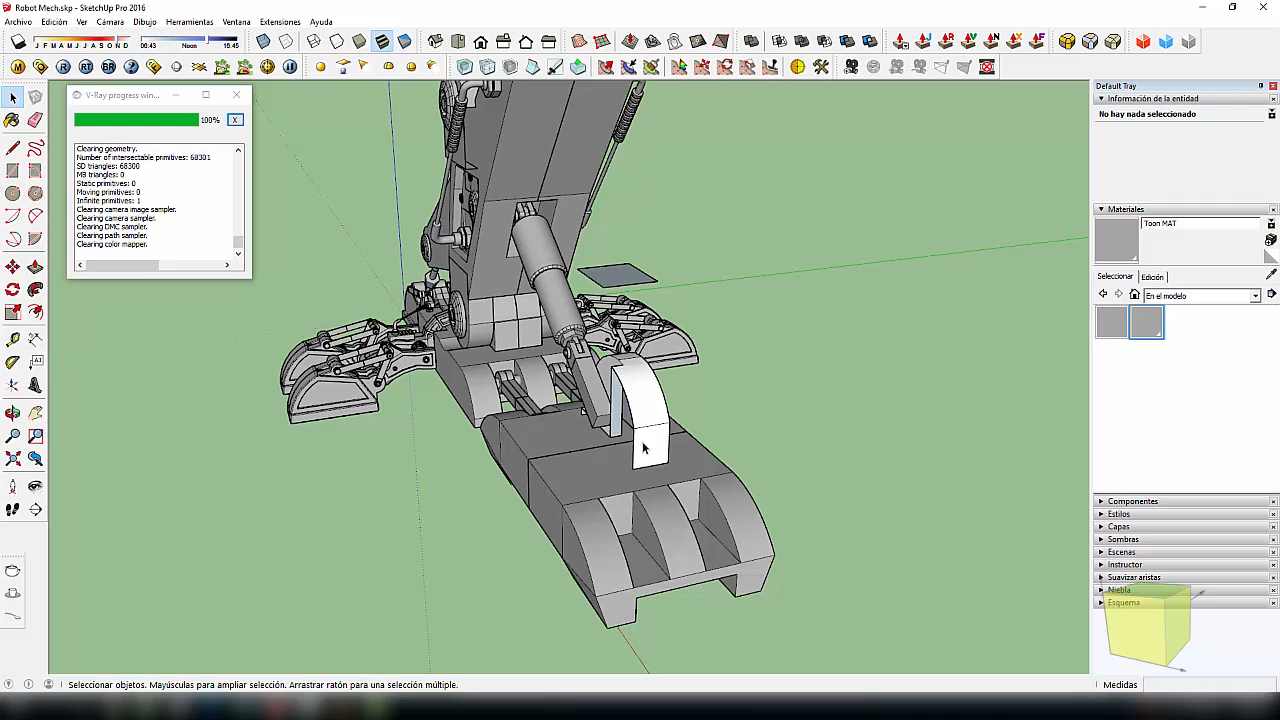 Robot Mech.skp - SketchUp Pro 2016
Archivo Edición Ver Cámara Dibujo Herramientas Ventana Extensiones Ayuda
J F M A M J J A S O N D 06:43 Noon 16:45
M R RT BR
V-Ray progress win...
100% X
Clearing geometry.
Number of intersectable primitives: 68301
SD triangles: 68300
MB triangles: 0
Static primitives: 0
Moving primitives: 0
Infinite primitives: 1
Clearing camera image sampler.
Clearing camera sampler.
Clearing DMC sampler.
Clearing path sampler.
Clearing color mapper.
Default Tray
Información de la entidad
No hay nada seleccionado
Materiales
Toon MAT
Seleccionar Edición
En el modelo
Componentes
Estilos
Capas
Sombras
Escenas
Instructor
Suavizar aristas
Niebla
Esquema
Seleccionar objetos. Mayúsculas para ampliar selección. Arrastrar ratón para una selección múltiple.
Medidas